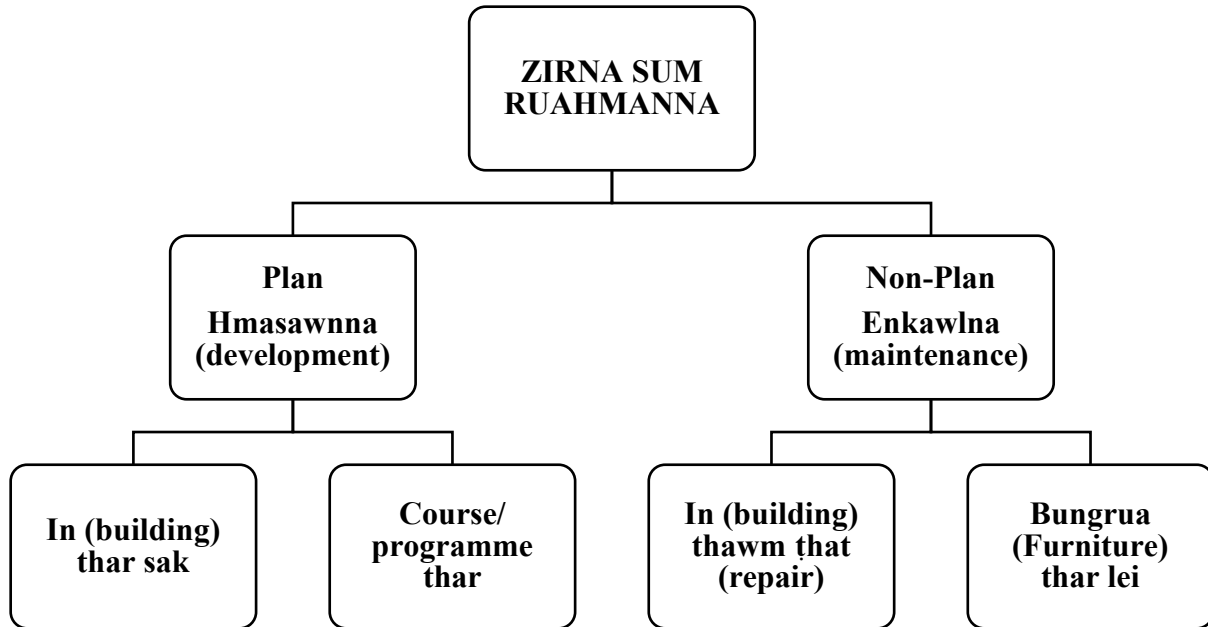 ZIRNA SUM
RUAHMANNA
Plan
Hmasawnna
(development)
Non-Plan
Enkawlna
(maintenance)
In (building)
thar sak
Course/
programme
thar
In (building)
thawm ṭhat
(repair)
Bungrua
(Furniture)
thar lei